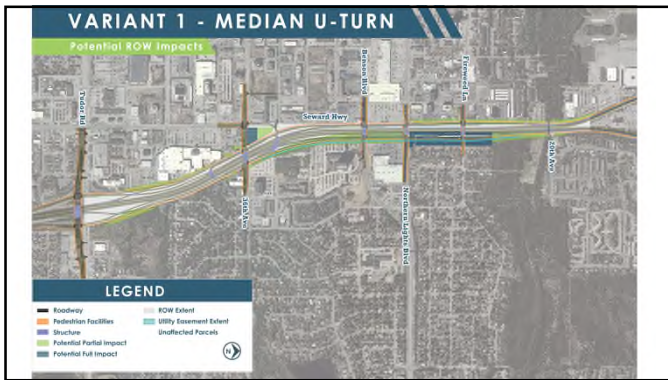 VARIANT 1 - MEDIAN U-TURN
Potential ROW Impacts
Tudor Rd
36th Ave
Seward Hwy
Benson Blvd
Northern Lights Blvd
Fireweed Ln
20th Ave
LEGEND
Roadway
Pedestrian Facilities
Structure
Potential Partial Impact
Potential Full Impact
ROW Extent
Utility Easement Extent
Unaffected Parcels
N